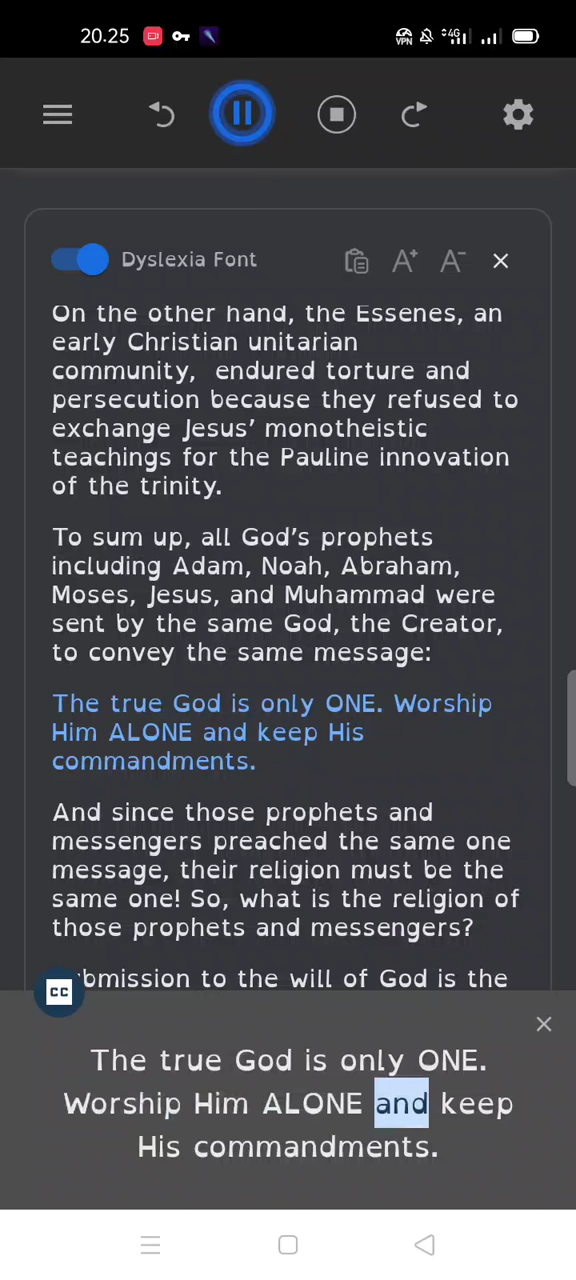 20.25
VPN
4G
Dyslexia Font
A+
A-
On the other hand, the Essenes, an
early Christian unitarian
community,  endured torture and
persecution because they refused to
exchange Jesus’ monotheistic
teachings for the Pauline innovation
of the trinity.
To sum up, all God’s prophets
including Adam, Noah, Abraham,
Moses, Jesus, and Muhammad were
sent by the same God, the Creator,
to convey the same message:
The true God is only ONE. Worship
Him ALONE and keep His
commandments.
And since those prophets and
messengers preached the same one
message, their religion must be the
same one! So, what is the religion of
those prophets and messengers?
bmission to the will of God is the
CC
The true God is only ONE.
Worship Him ALONE and keep
His commandments.